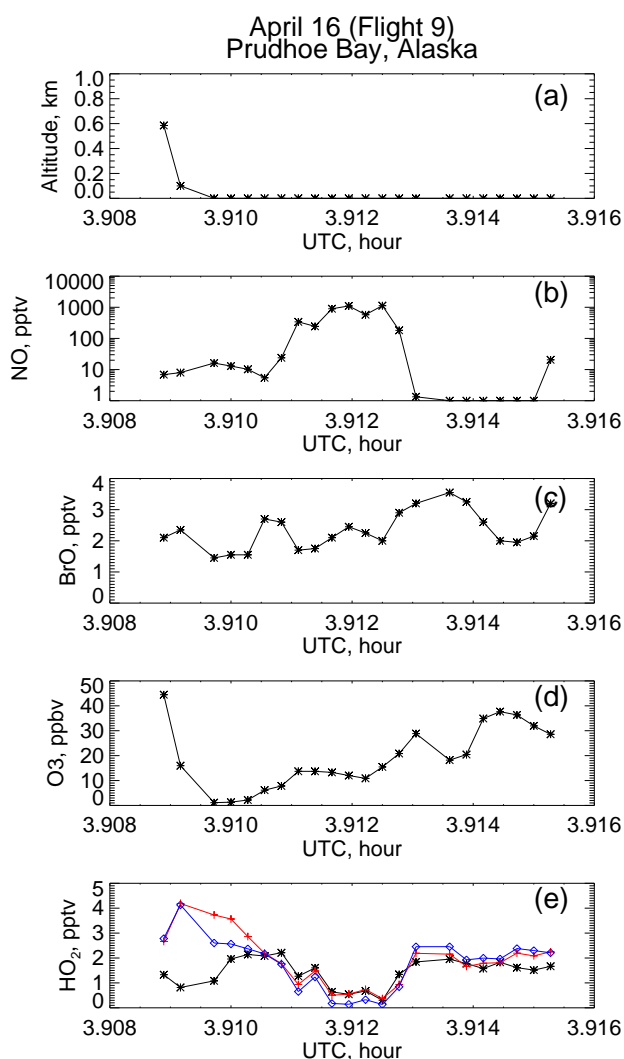 April 16 (Flight 9)
Prudhoe Bay, Alaska
(a)
Altitude, km
1.0
0.8
0.6
0.4
0.2
0.0
3.908 3.910 3.912 3.914 3.916
UTC, hour
(b)
NO, pptv
10000
1000
100
10
1
3.908 3.910 3.912 3.914 3.916
UTC, hour
(c)
BrO, pptv
4
3
2
1
0
3.908 3.910 3.912 3.914 3.916
UTC, hour
(d)
O3, ppbv
50
40
30
20
10
0
3.908 3.910 3.912 3.914 3.916
UTC, hour
(e)
HO₂, pptv
5
4
3
2
1
0
3.908 3.910 3.912 3.914 3.916
UTC, hour